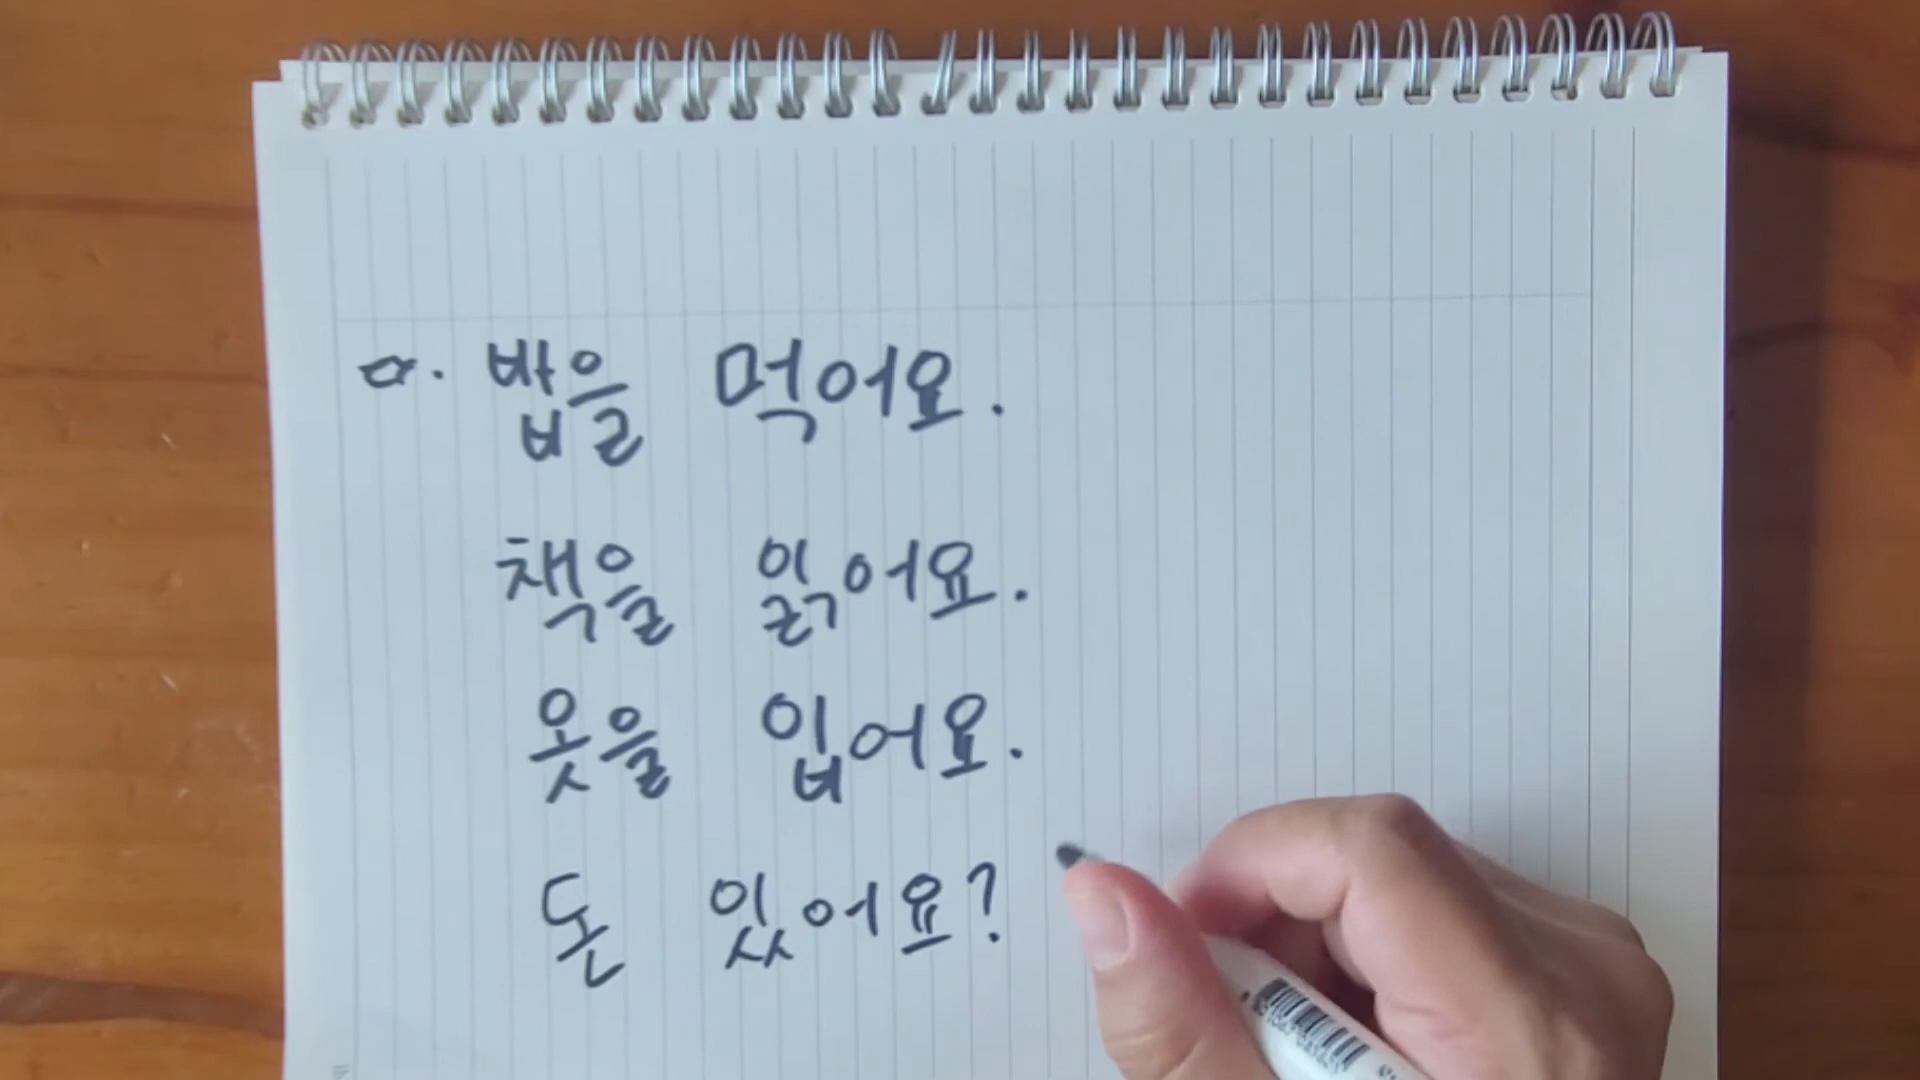 a. 밥을 먹어요.
책을 읽어요.
옷을 입어요.
돈 있어요?